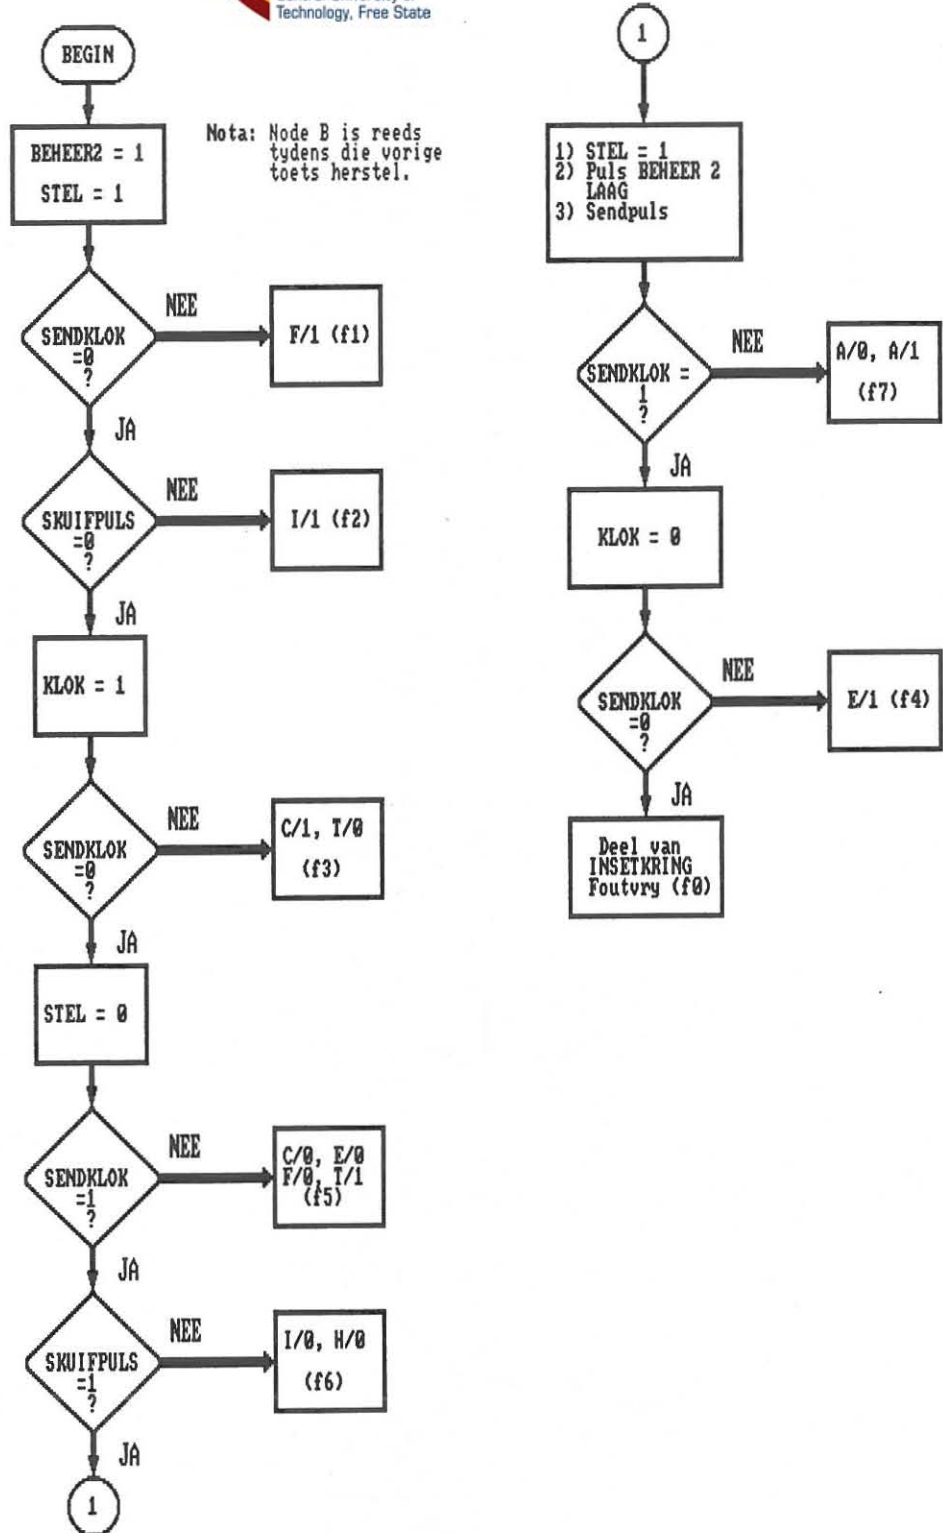 Technology, Free State
BEGIN
BEHEER2 = 1
STEL = 1
Nota: Node B is reeds
tydens die vorige
toets herstel.
SENDKLOK
=0
?
NEE
F/1 (f1)
JA
SKUIFPULS
=0
?
NEE
I/1 (f2)
JA
KLOK = 1
SENDKLOK
=0
?
NEE
C/1, T/0
(f3)
JA
STEL = 0
SENDKLOK
=1
?
NEE
C/0, E/0
F/0, T/1
(f5)
JA
SKUIFPULS
=1
?
NEE
I/0, H/0
(f6)
JA
1
1
1) STEL = 1
2) Puls BEHEER 2
LAAG
3) Sendpuls
SENDKLOK =
1
?
NEE
A/0, A/1
(f7)
JA
KLOK = 0
SENDKLOK
=0
?
NEE
E/1 (f4)
JA
Deel van
INSETKRING
Foutvry (f0)